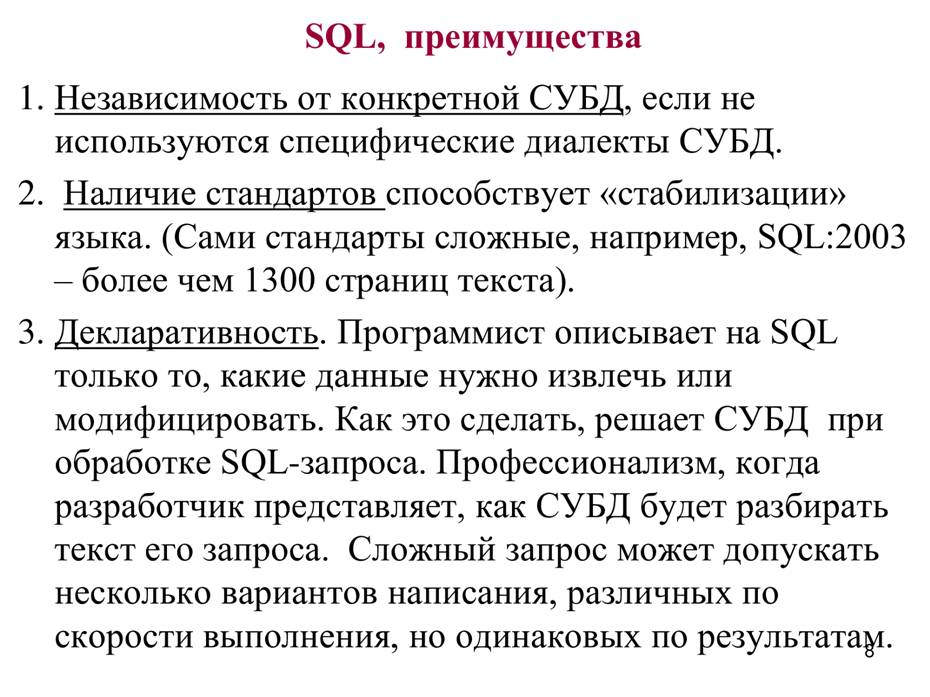 SQL, преимущества
1. Независимость от конкретной СУБД, если не
используются специфические диалекты СУБД.
2. Наличие стандартов способствует «стабилизации»
языка. (Сами стандарты сложные, например, SQL:2003
– более чем 1300 страниц текста).
3. Декларативность. Программист описывает на SQL
только то, какие данные нужно извлечь или
модифицировать. Как это сделать, решает СУБД при
обработке SQL-запроса. Профессионализм, когда
разработчик представляет, как СУБД будет разбирать
текст его запроса. Сложный запрос может допускать
несколько вариантов написания, различных по
скорости выполнения, но одинаковых по результатам.
8